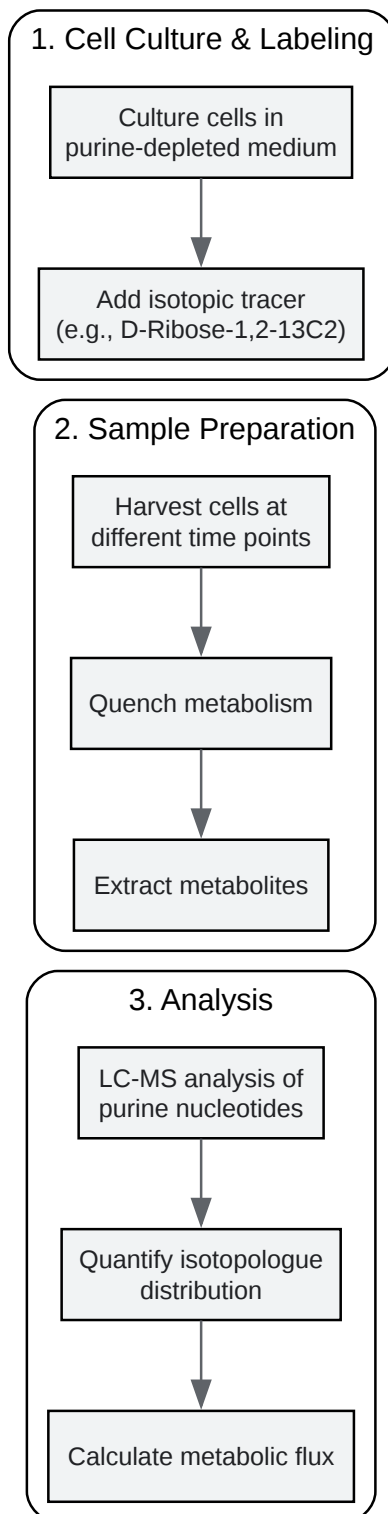 1. Cell Culture & Labeling
Culture cells in
purine-depleted medium
Add isotopic tracer
(e.g., D-Ribose-1,2-13C2)
2. Sample Preparation
Harvest cells at
different time points
Quench metabolism
Extract metabolites
3. Analysis
LC-MS analysis of
purine nucleotides
Quantify isotopologue
distribution
Calculate metabolic flux